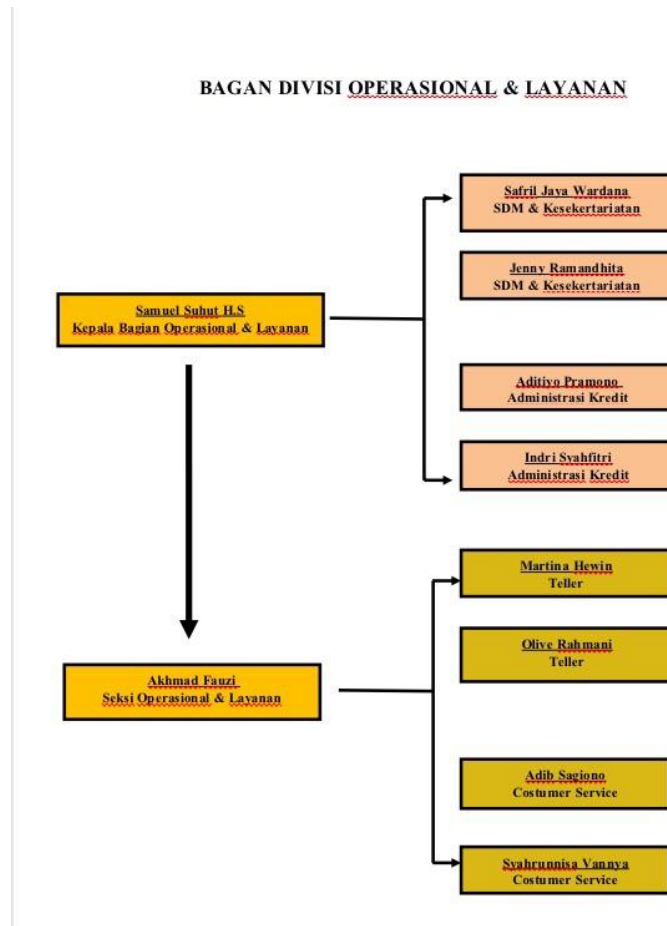 BAGAN DIVISI OPERASIONAL & LAYANAN
Safril Jaya Wardana
SDM & Kesekertariatan
Jenny Ramandhita
SDM & Kesekertariatan
Samuel Suhut H.S
Kepala Bagian Operasional & Layanan
Aditiyo Pramono
Administrasi Kredit
Indri Syahfitri
Administrasi Kredit
Martina Hewin
Teller
Olive Rahmani
Teller
Akhmad Fauzi
Seksi Operasional & Layanan
Adib Sagiono
Costumer Service
Syahrunnisa Vannya
Costumer Service